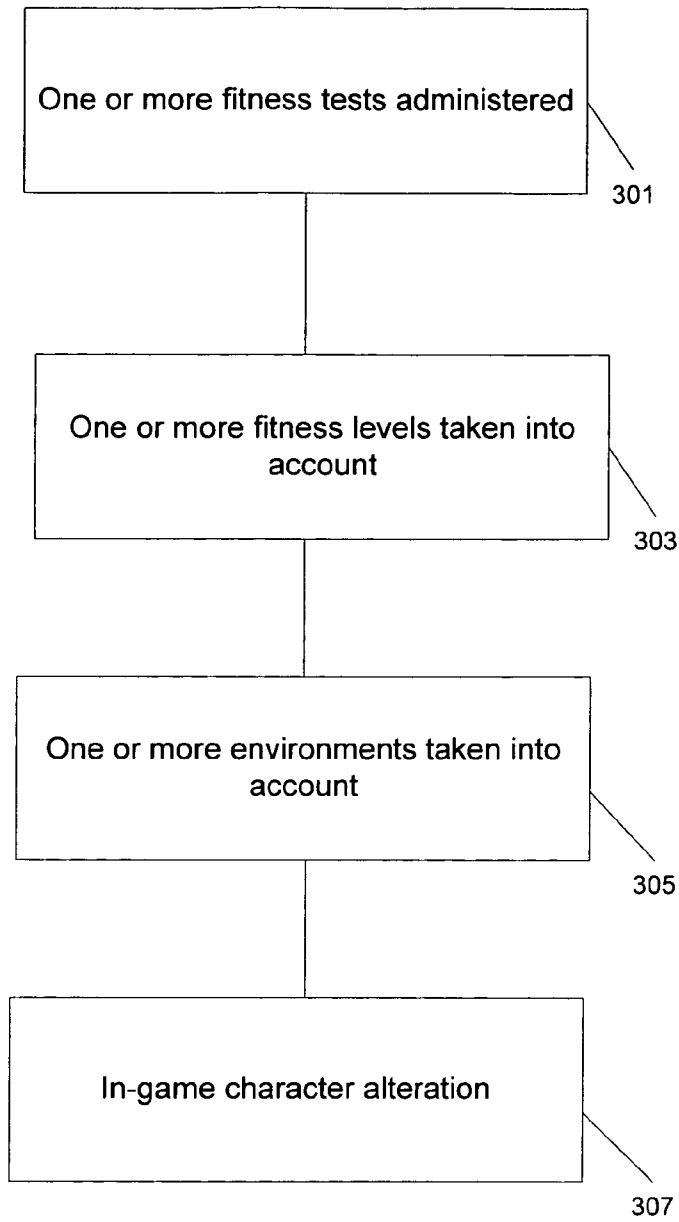 One or more fitness tests administered
301
One or more fitness levels taken into
account
303
One or more environments taken into
account
305
In-game character alteration
307